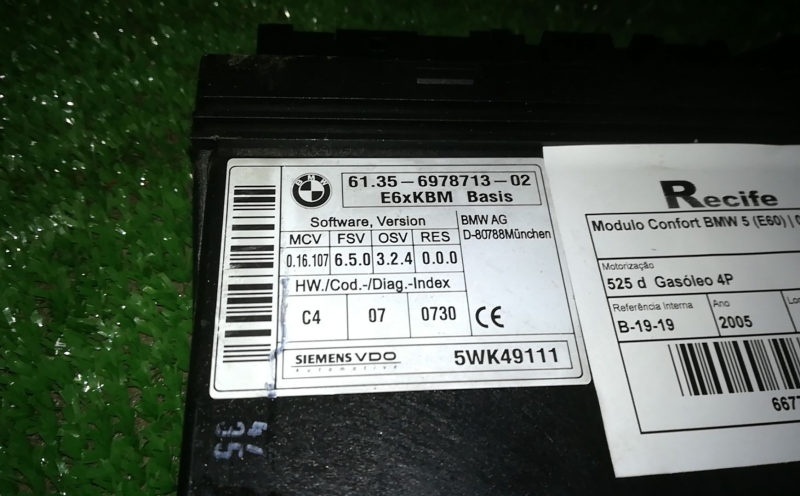 BMW
61.35-6978713-02
E6xKBM Basis
Software, Version
BMW AG
D-80788München
MCV FSV OSV RES
0.16.107 6.5.0 3.2.4 0.0.0
HW./Cod.-/Diag.-Index
C4 07 0730 CE
SIEMENS VDO
Automotive
5WK49111
Recife
Modulo Confort BMW 5 (E60) |
Motorização
525 d Gasóleo 4P
Referência Interna Ano
B-19-19 2005